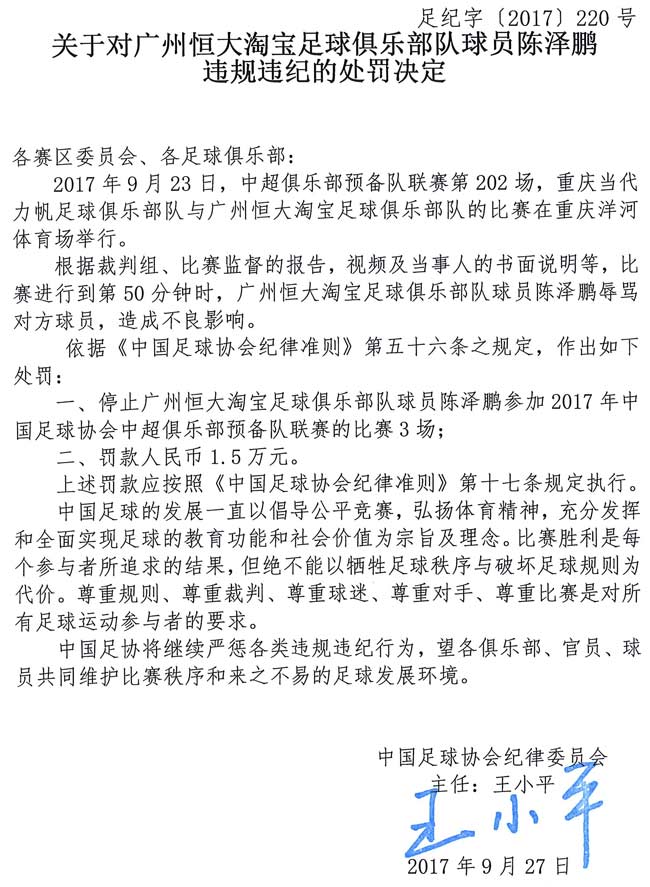 足纪字〔2017〕220号
关于对广州恒大淘宝足球俱乐部队球员陈泽鹏
违规违纪的处罚决定
各赛区委员会、各足球俱乐部：
2017年9月23日，中超俱乐部预备队联赛第202场，重庆当代
力帆足球俱乐部队与广州恒大淘宝足球俱乐部队的比赛在重庆洋河
体育场举行。
根据裁判组、比赛监督的报告，视频及当事人的书面说明等，比
赛进行到第50分钟时，广州恒大淘宝足球俱乐部队球员陈泽鹏辱骂
对方球员，造成不良影响。
依据《中国足球协会纪律准则》第五十六条之规定，作出如下
处罚：
一、停止广州恒大淘宝足球俱乐部队球员陈泽鹏参加2017年中
国足球协会中超俱乐部预备队联赛的比赛3场；
二、罚款人民币1.5万元。
上述罚款应按照《中国足球协会纪律准则》第十七条规定执行。
中国足球的发展一直以倡导公平竞赛，弘扬体育精神，充分发挥
和全面实现足球的教育功能和社会价值为宗旨及理念。比赛胜利是每
个参与者所追求的结果，但绝不能以牺牲足球秩序与破坏足球规则为
代价。尊重规则、尊重裁判、尊重球迷、尊重对手、尊重比赛是对所
有足球运动参与者的要求。
中国足协将继续严惩各类违规违纪行为，望各俱乐部、官员、球
员共同维护比赛秩序和来之不易的足球发展环境。
中国足球协会纪律委员会
主任：王小平
王小平
2017年9月27日